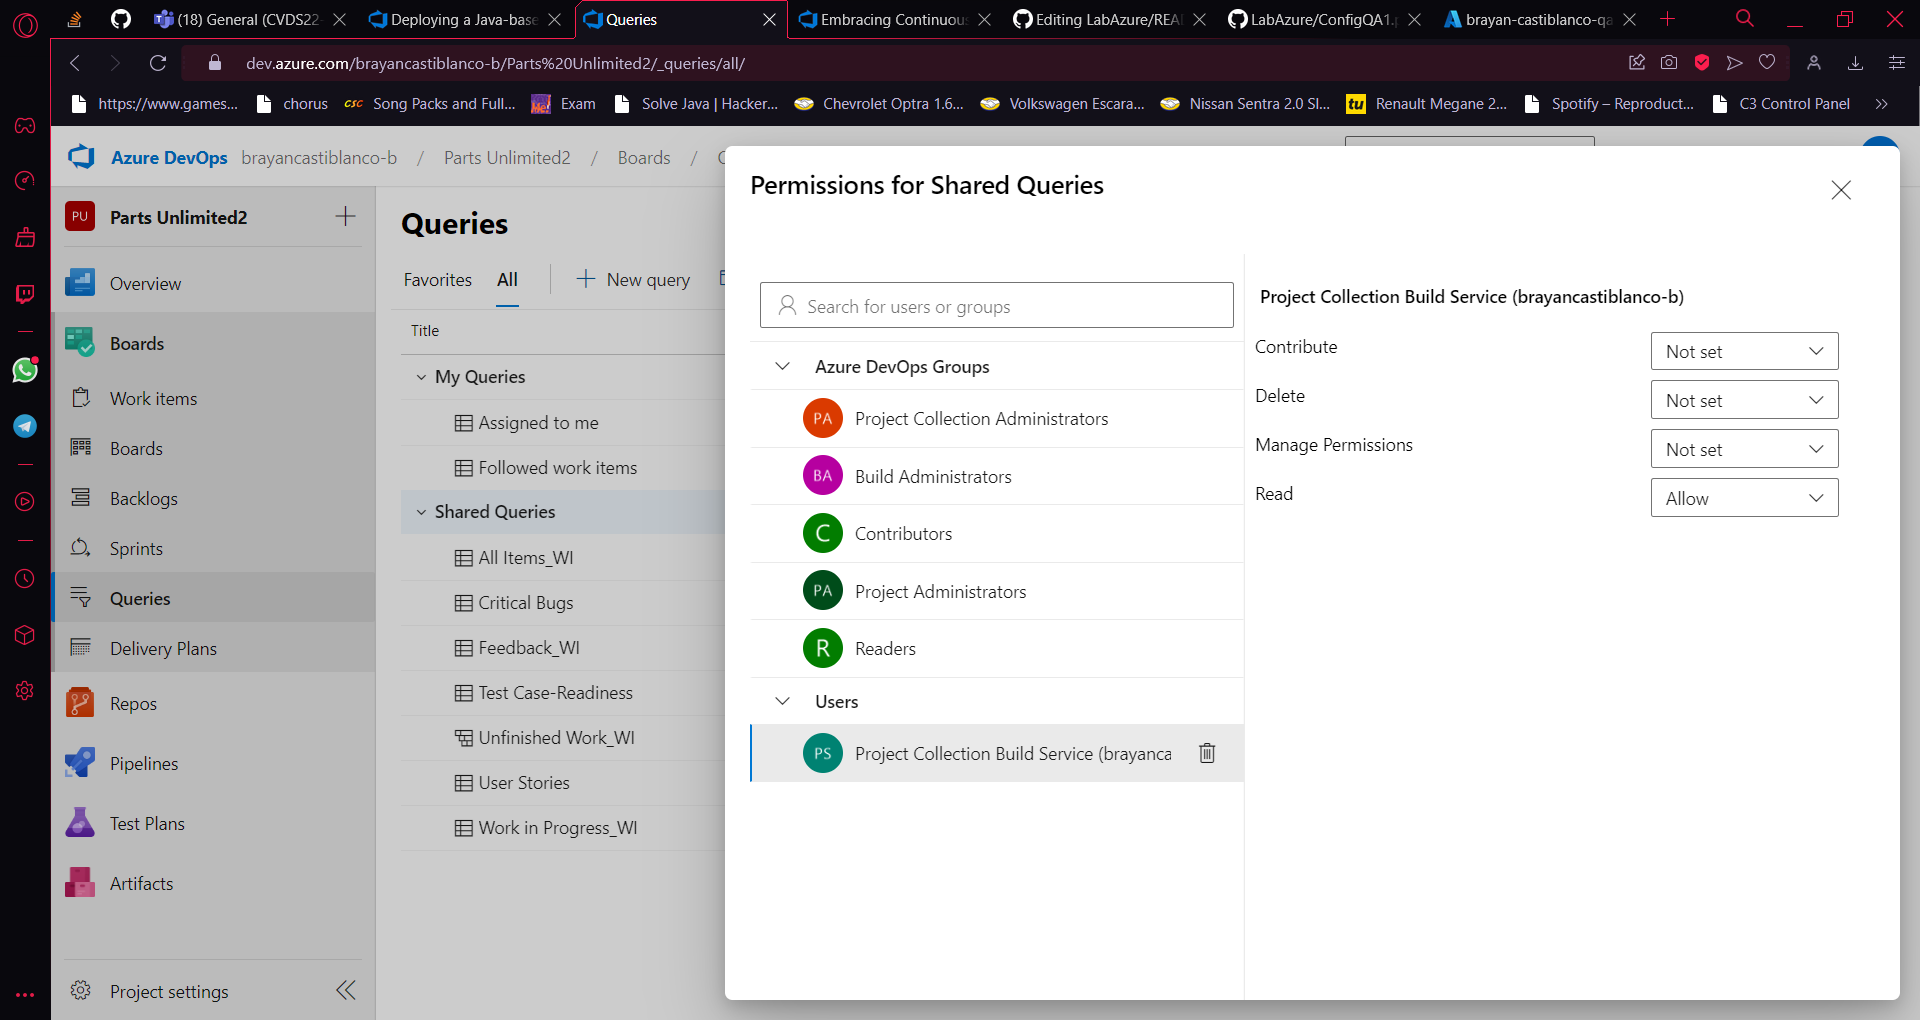 (18) General (CVDS22-
Deploying a Java-base
Queries
Embracing Continuous
Editing LabAzure/REA
LabAzure/ConfigQA1.p
brayan-castiblanco-qa
dev.azure.com/brayancastiblanco-b/Parts%20Unlimited2/_queries/all/
https://www.games...
chorus
CSC Song Packs and Full...
Exam
Solve Java | Hacker...
Chevrolet Optra 1.6...
Volkswagen Escara...
Nissan Sentra 2.0 Sl...
tu Renault Megane 2...
Spotify – Reproduct...
C3 Control Panel
Azure DevOps brayancastiblanco-b / Parts Unlimited2 / Boards /
PU Parts Unlimited2
Overview
Boards
Work items
Boards
Backlogs
Sprints
Queries
Delivery Plans
Repos
Pipelines
Test Plans
Artifacts
Project settings
Queries
Favorites All New query
Title
My Queries
Assigned to me
Followed work items
Shared Queries
All Items_WI
Critical Bugs
Feedback_WI
Test Case-Readiness
Unfinished Work_WI
User Stories
Work in Progress_WI
Permissions for Shared Queries
Search for users or groups
Azure DevOps Groups
PA Project Collection Administrators
BA Build Administrators
C Contributors
PA Project Administrators
R Readers
Users
PS Project Collection Build Service (brayanca
Project Collection Build Service (brayancastiblanco-b)
Contribute Not set
Delete Not set
Manage Permissions Not set
Read Allow